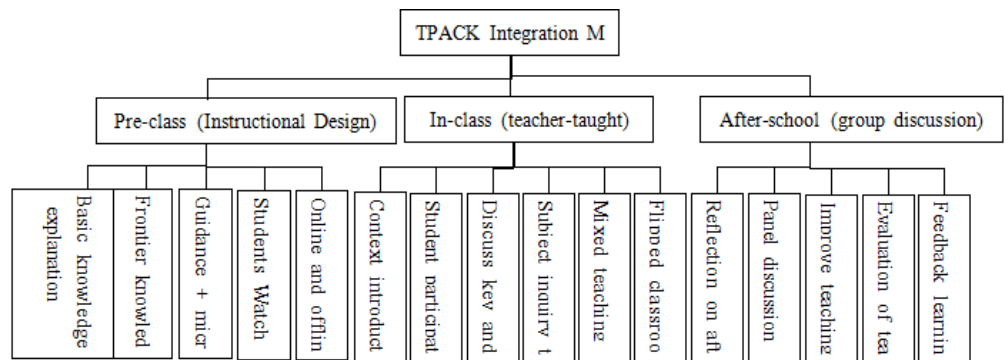 TPACK Integration M
Pre-class (Instructional Design)
In-class (teacher-taught)
After-school (group discussion)
Basic knowledge
explanation
Frontier knowled
Guidance + micr
Students Watch
Online and offlin
Context introduct
Student participat
Discuss key and
Subject inquiry t
Mixed teaching
Flipped classroo
Reflection on aft
Panel discussion
Improve teaching
Evaluation of tea
Feedback learnin